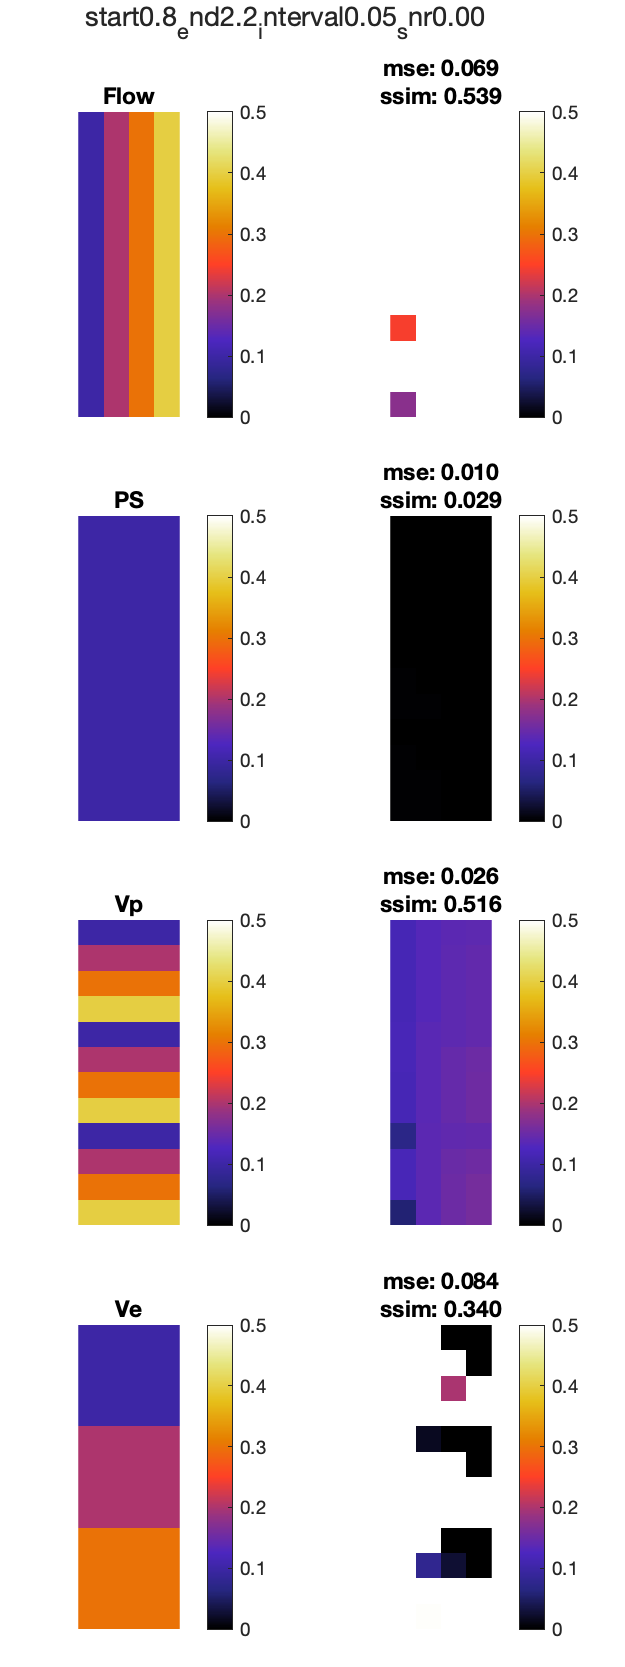 start0.8_end2.2_interval0.05_snr0.00
mse: 0.069
Flow ssim: 0.539
0.5 0.5
0.4 0.4
0.3 0.3
0.2 0.2
0.1 0.1
0 0
mse: 0.010
PS ssim: 0.029
0.5 0.5
0.4 0.4
0.3 0.3
0.2 0.2
0.1 0.1
0 0
mse: 0.026
Vp ssim: 0.516
0.5 0.5
0.4 0.4
0.3 0.3
0.2 0.2
0.1 0.1
0 0
mse: 0.084
Ve ssim: 0.340
0.5 0.5
0.4 0.4
0.3 0.3
0.2 0.2
0.1 0.1
0 0